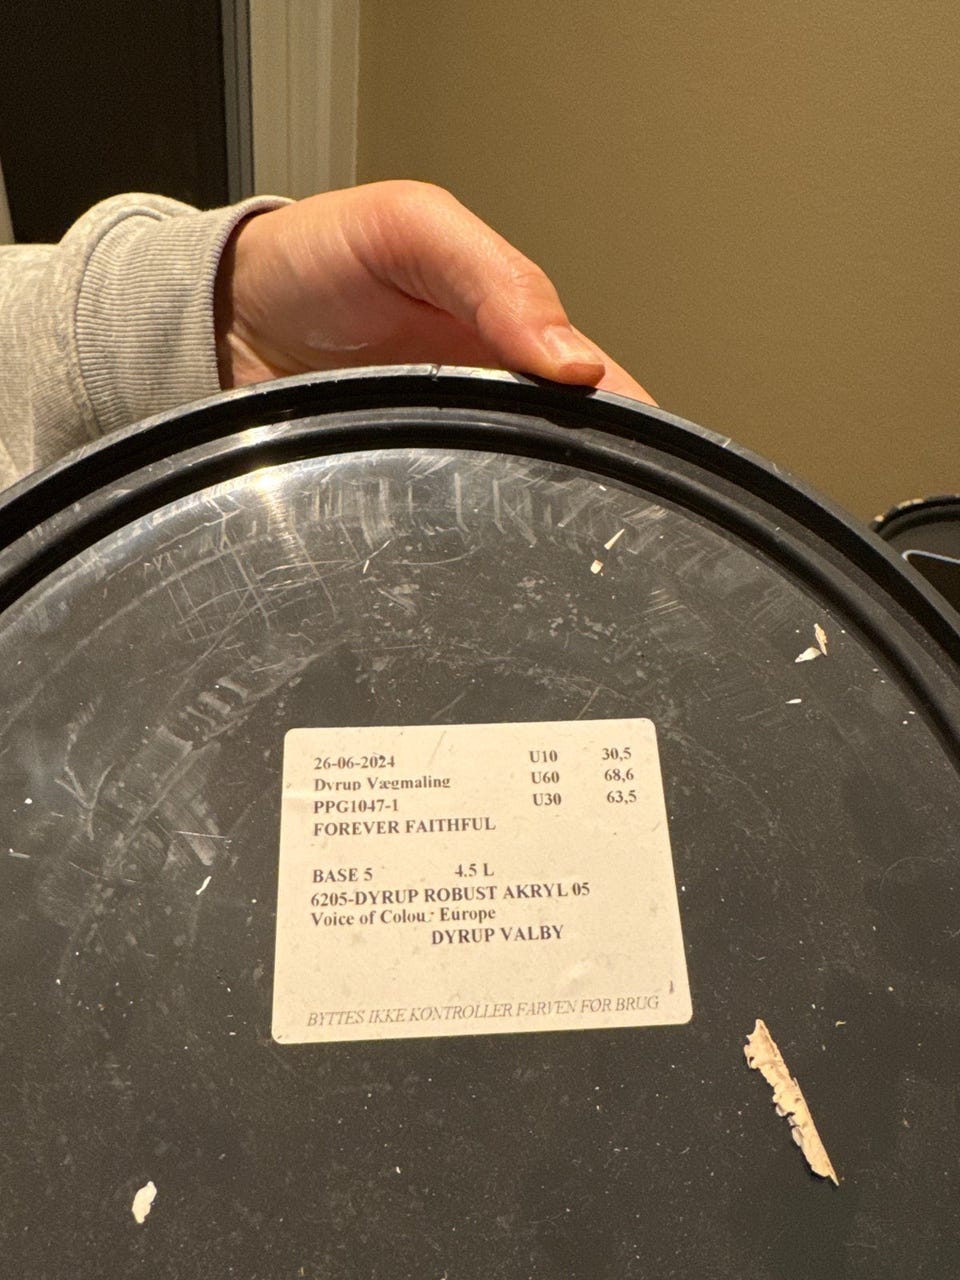 26-06-2024 U10 30,5
Dyrup Vægmaling U60 68,6
PPG1047-1 U30 63,5
FOREVER FAITHFUL
BASE 5 4.5 L
6205-DYRUP ROBUST AKRYL 05
Voice of Colour Europe
DYRUP VALBY
BYTTES IKKE KONTROLLER FARVEN FØR BRUG